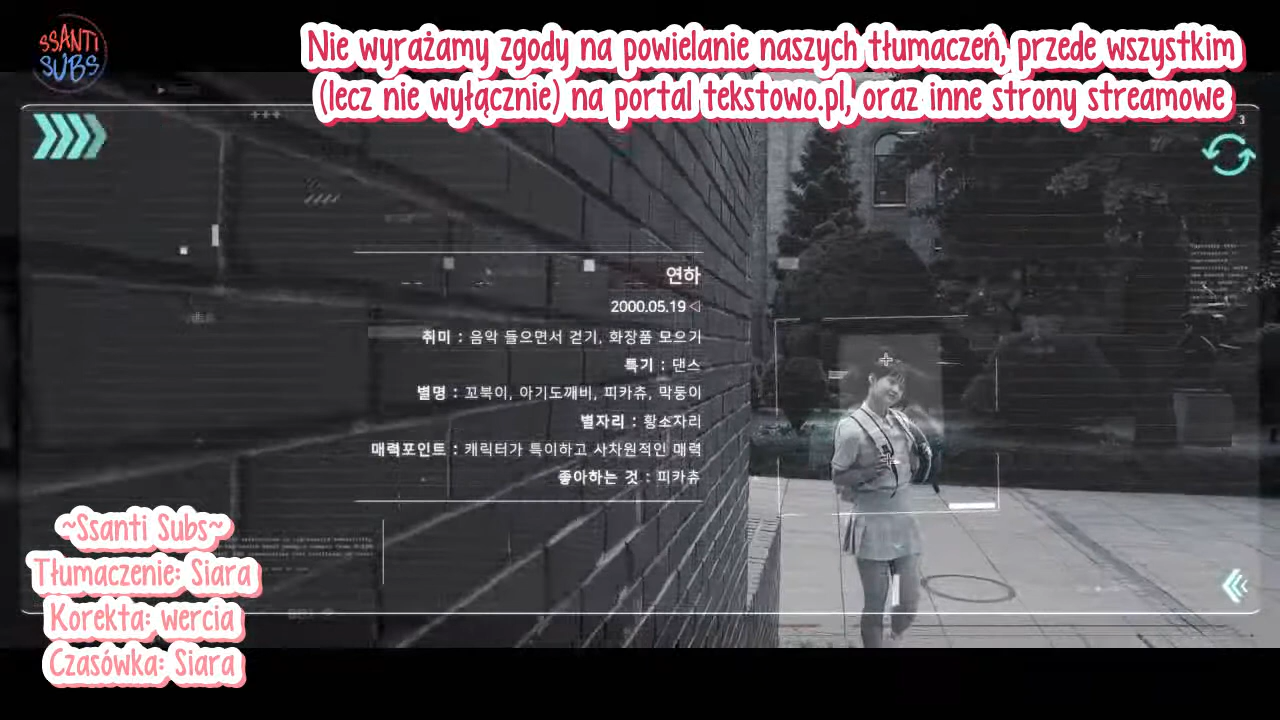 SSANTI
SUBS
Nie wyrażamy zgody na powielanie naszych tłumaczeń, przede wszystkim
(lecz nie wyłącznie) na portal tekstowo.pl, oraz inne strony streamowe
3
연하
2000.05.19
취미 : 음악 들으면서 걷기, 화장품 모으기
특기 : 댄스
별명 : 꼬북이, 아기도깨비, 피카츄, 막둥이
별자리 : 황소자리
매력포인트 : 캐릭터가 특이하고 사차원적인 매력
좋아하는 것 : 피카츄
~Ssanti Subs~
Tłumaczenie: Siara
Korekta: wercia
Czasówka: Siara